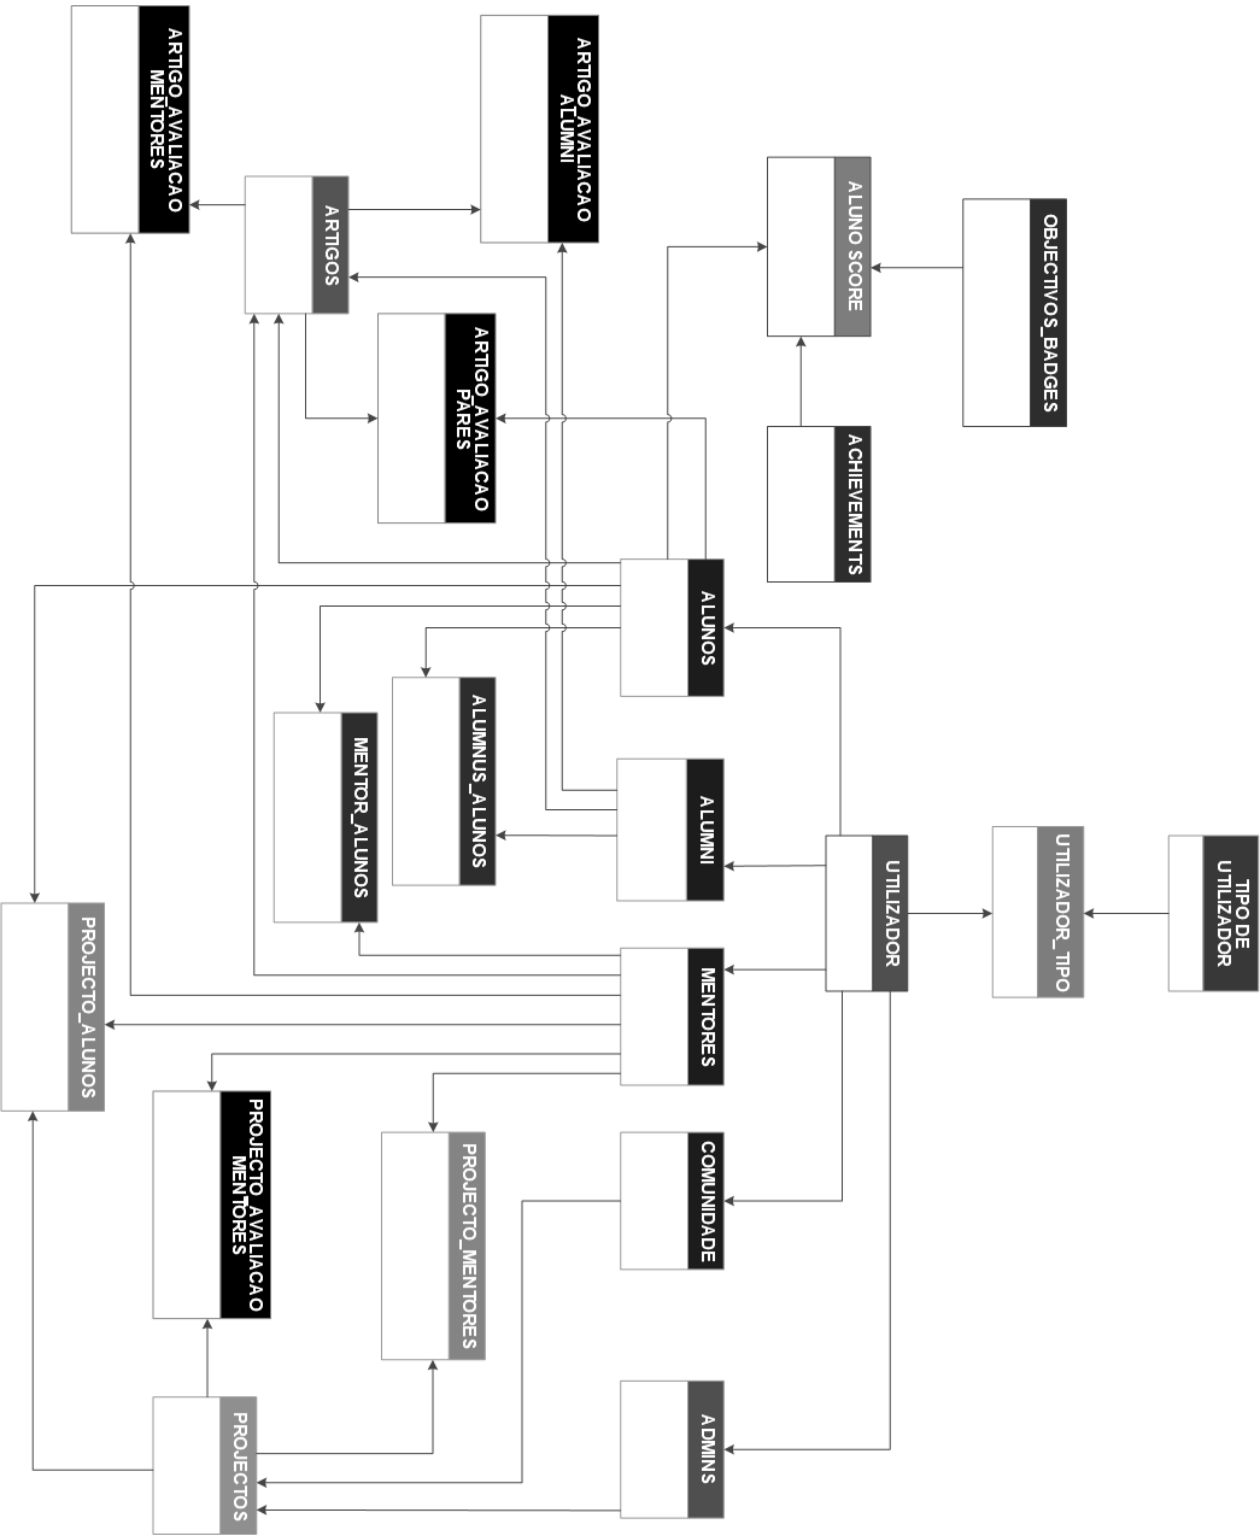 TIPO DE
UTILIZADOR
UTILIZADOR_TIPO
OBJECTIVOS_BADGES
UTILIZADOR
ALUNO SCORE
ACHIEVEMENTS
ALUNOS
ALUMNI
MENTORES
COMUNIDADE
ADMINS
ARTIGO_AVALIACAO
ALUMNI
ARTIGO_AVALIACAO
PARES
ALUMNUS_ALUNOS
PROJECTO_MENTORES
ARTIGOS
MENTOR_ALUNOS
PROJECTO_AVALIACAO
MENTORES
PROJECTOS
ARTIGO_AVALIACAO
MENTORES
PROJECTO_ALUNOS